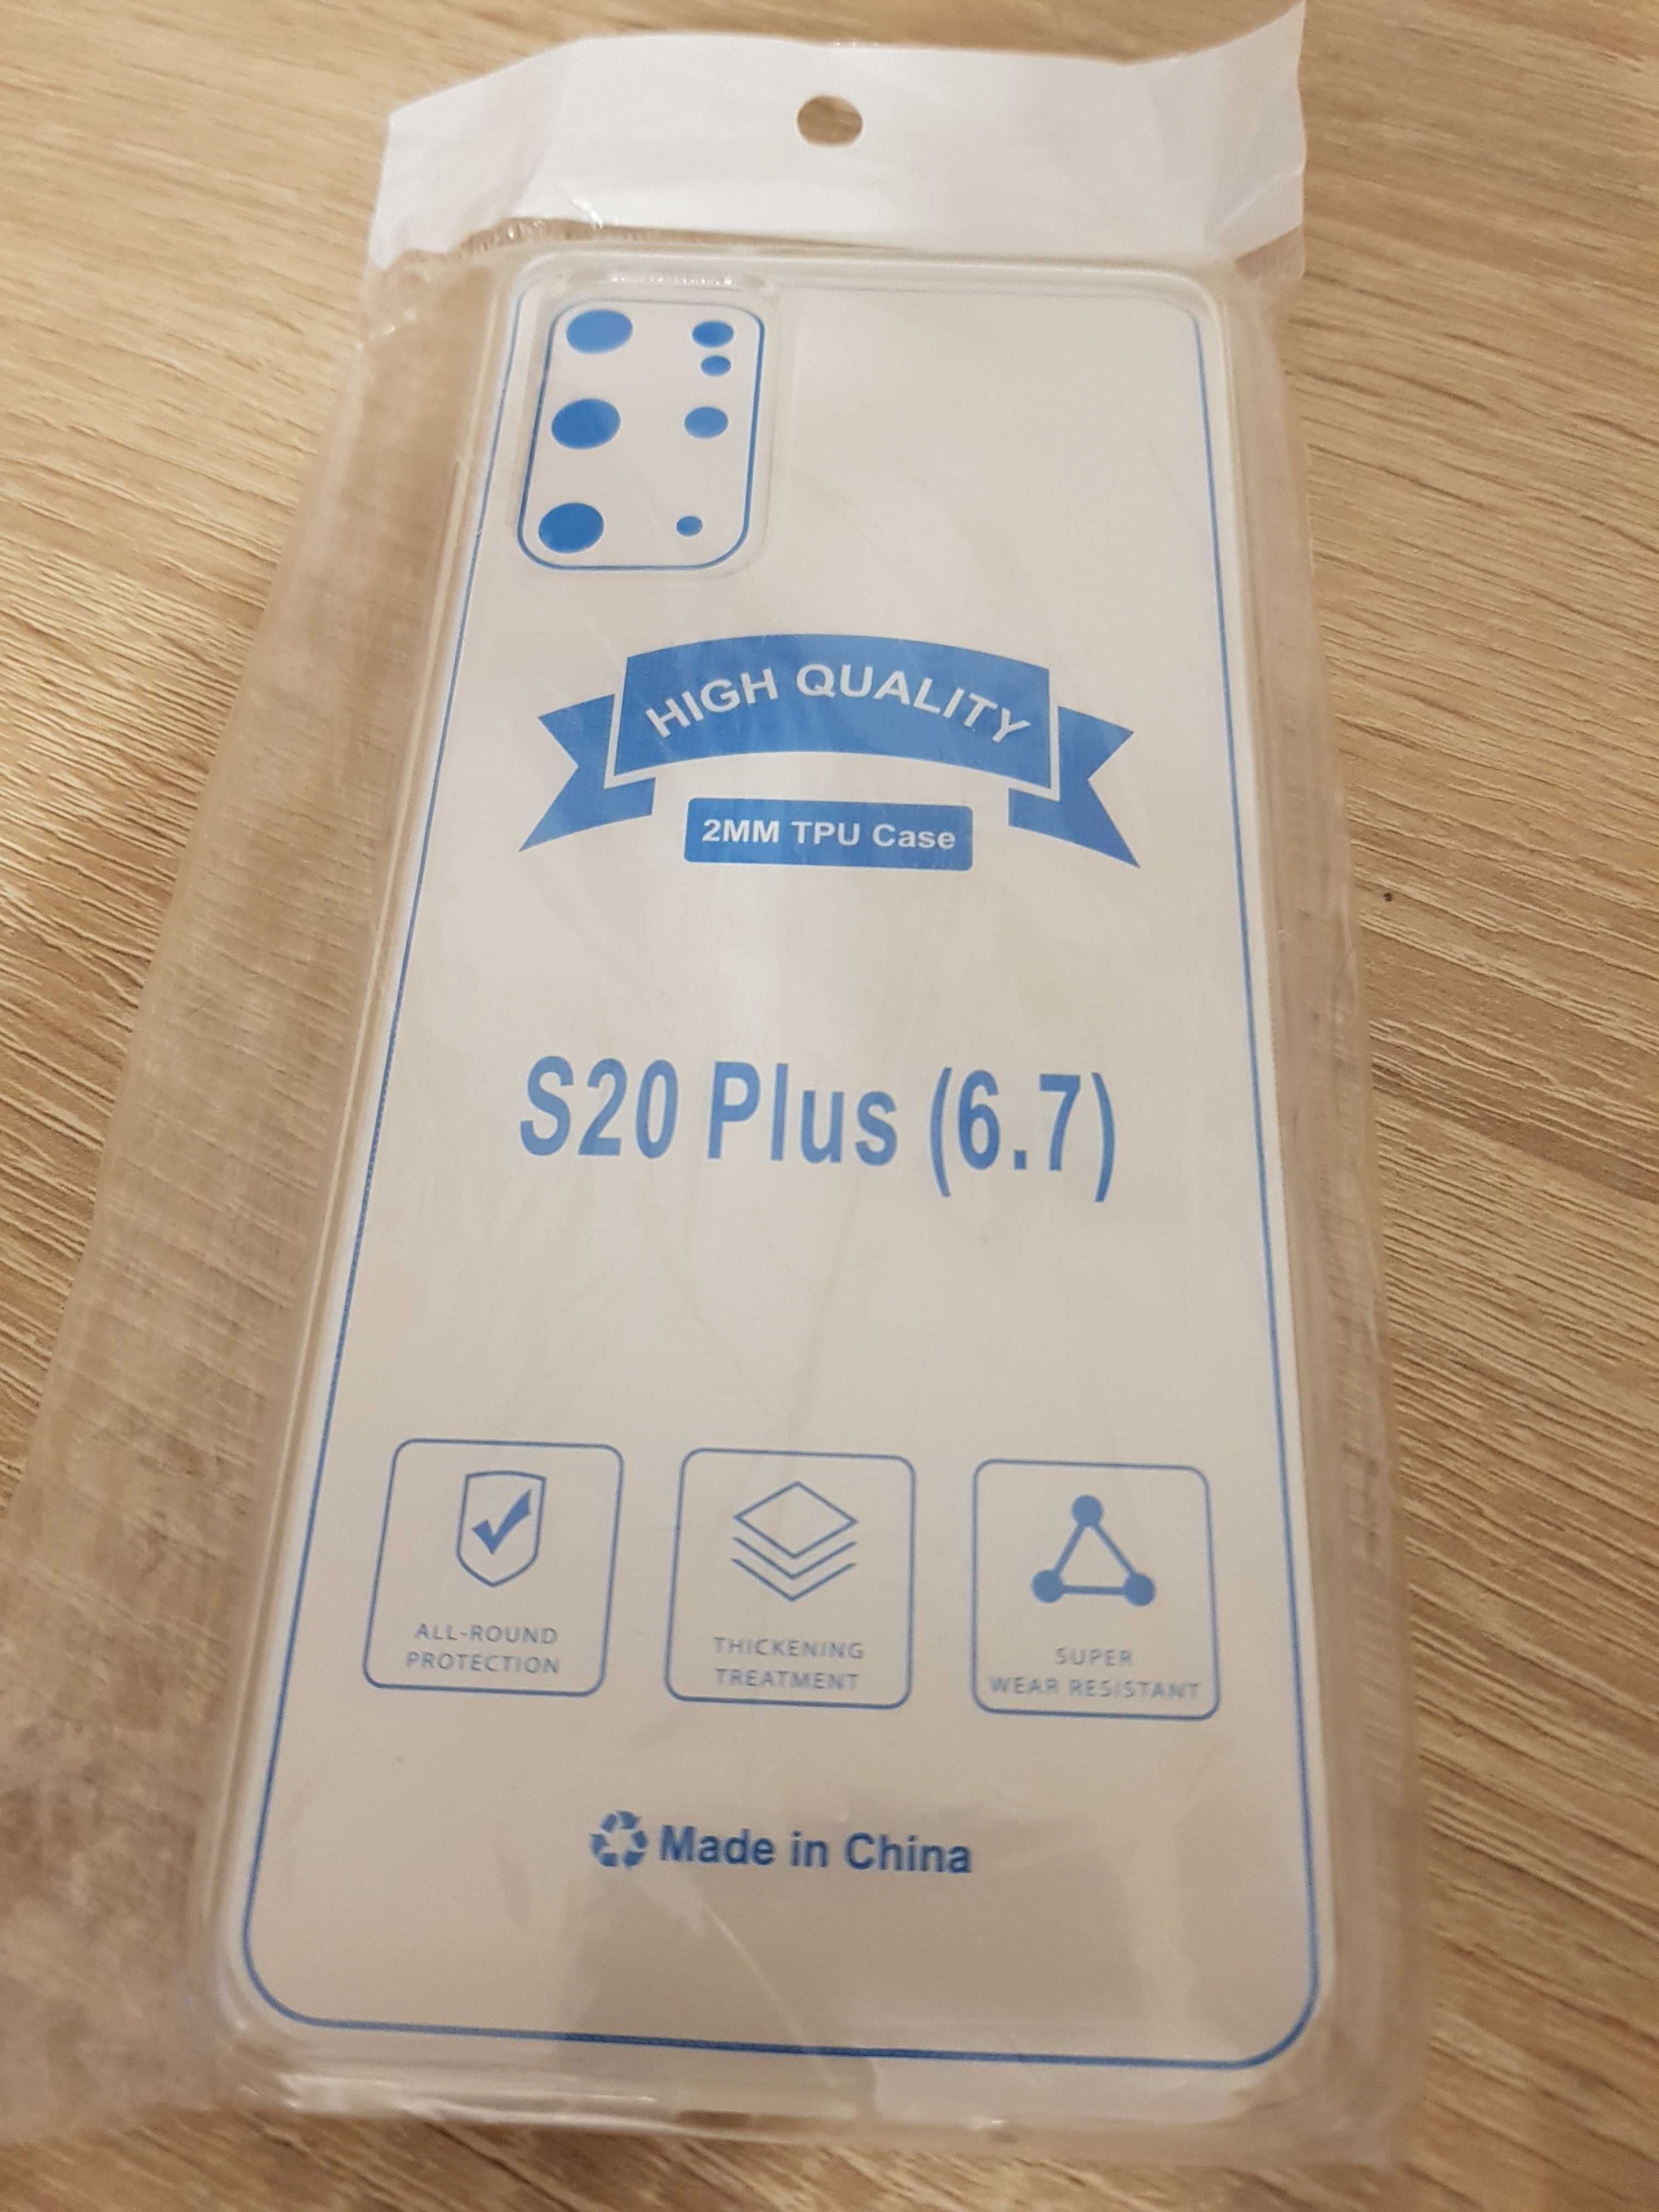 HIGH QUALITY
2MM TPU Case
S20 Plus (6.7)
ALL-ROUND
PROTECTION
THICKENING
TREATMENT
SUPER
WEAR RESISTANT
Made in China